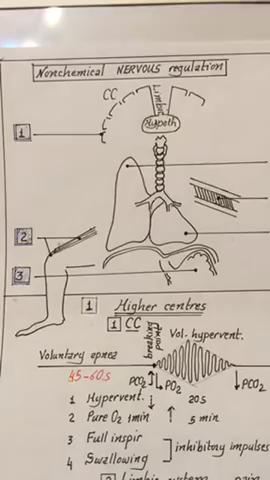 Nonchemical NERVOUS regulation
CC
Limbic
Hypoth
1
2
3
1 Higher centres
1 CC
breaking point
Vol. hypervent.
Voluntary apnea
45-60s
PCO2 ↑ ↑ PO2 ↓ PCO2
1 Hypervent. ↓ 20s
2 Pure O2 1min ↑ 5 min
3 Full inspir
inhibitory impulses
4 Swallowing
2 Limbic system pain